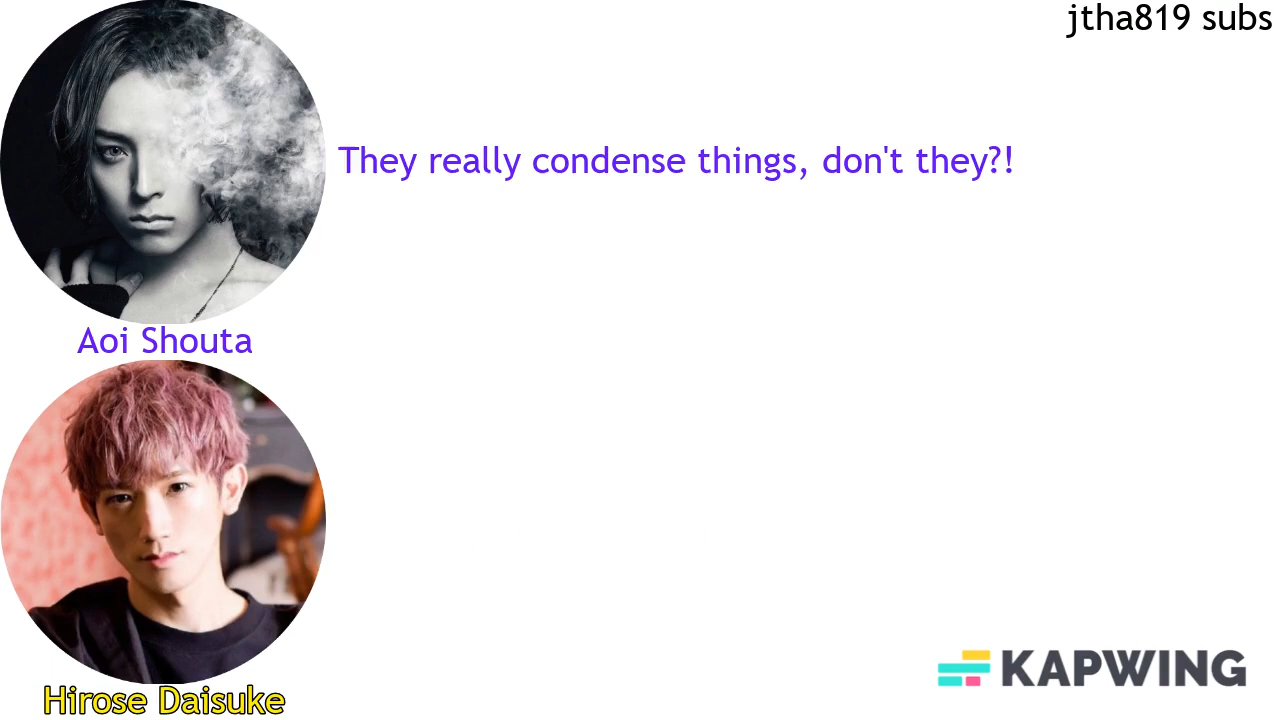 jtha819 subs
They really condense things, don't they?!
Aoi Shouta
Hirose Daisuke
KAPWING